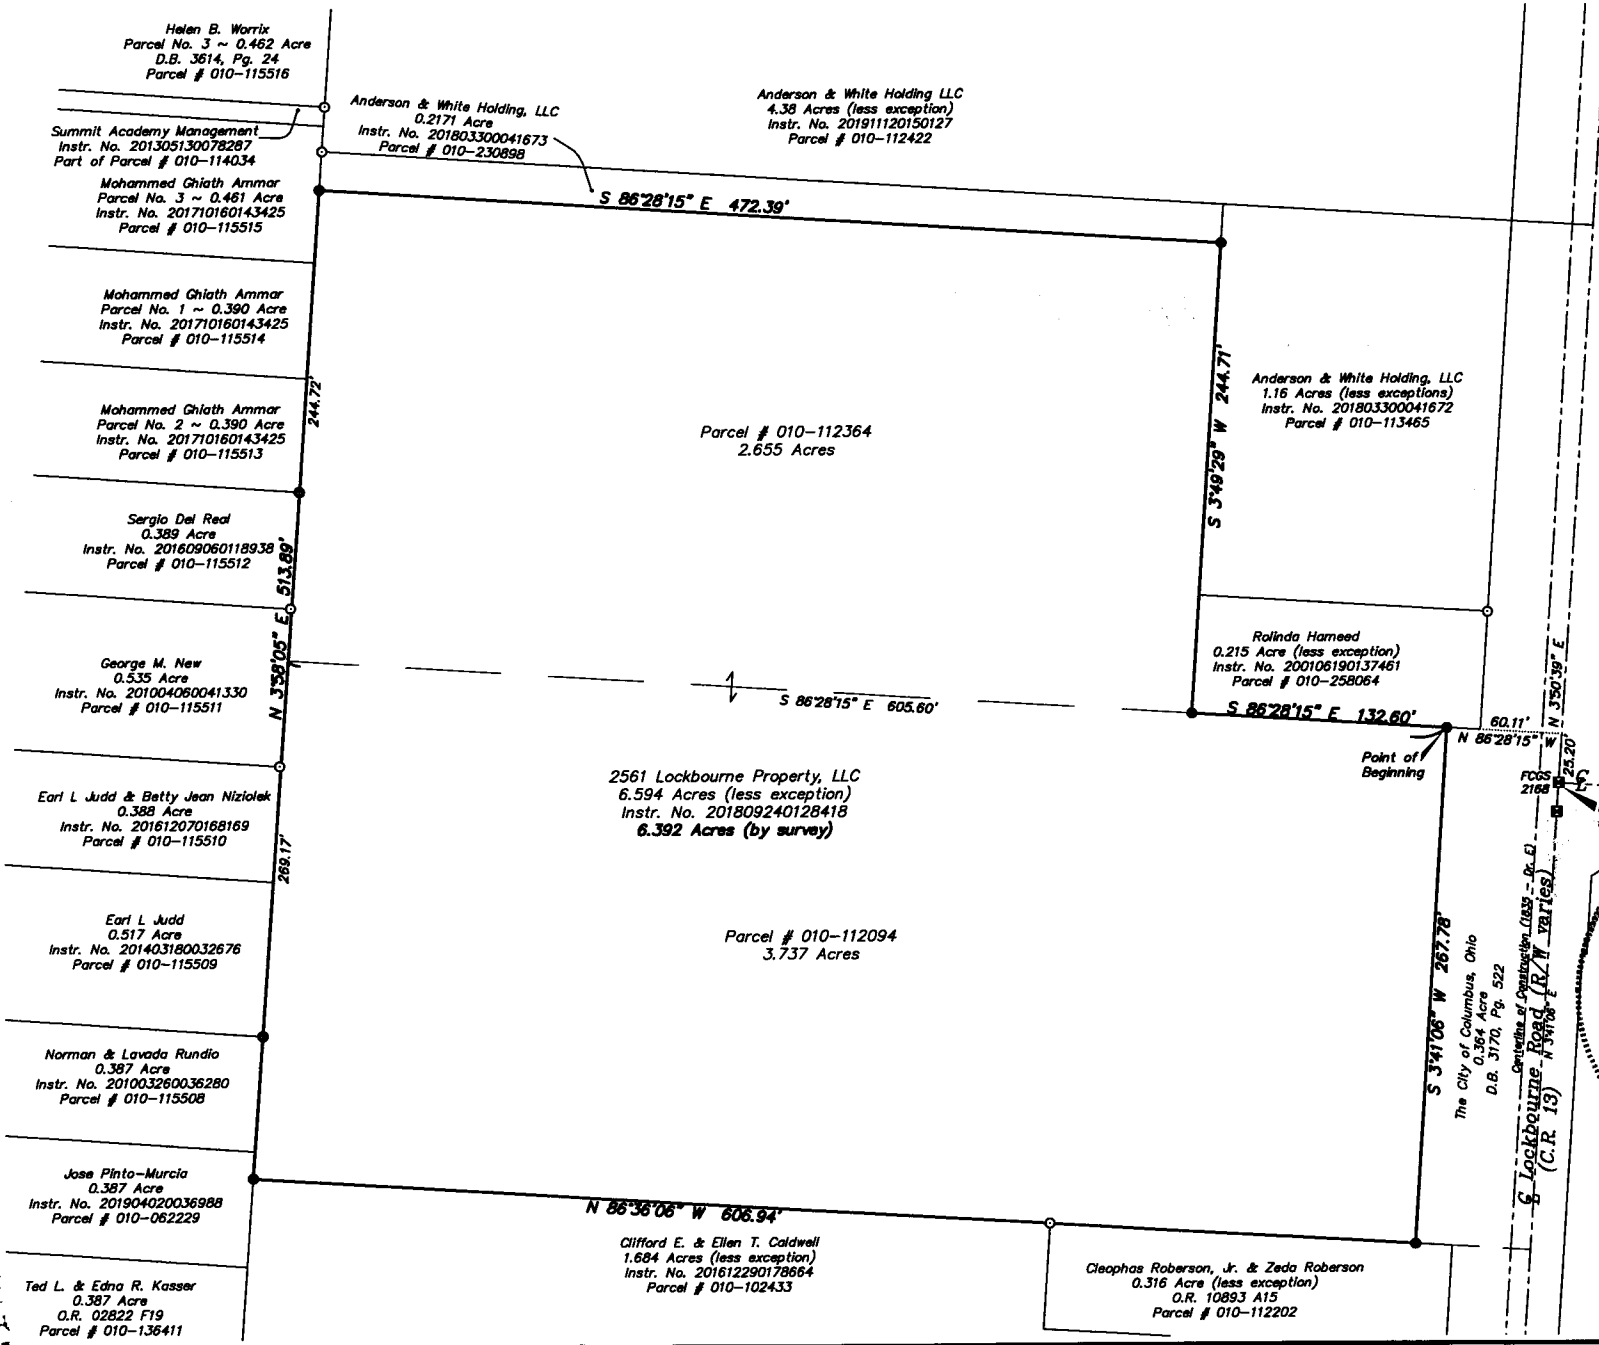 Helen B. Worrix
Parcel No. 3 ~ 0.462 Acre
D.B. 3614, Pg. 24
Parcel # 010-115516
Summit Academy Management
Instr. No. 201305130078287
Part of Parcel # 010-114034
Anderson & White Holding, LLC
0.2171 Acre
Instr. No. 201803300041673
Parcel # 010-230898
Anderson & White Holding LLC
4.38 Acres (less exception)
Instr. No. 201911120150127
Parcel # 010-112422
Mohammed Ghiath Ammar
Parcel No. 3 ~ 0.461 Acre
Instr. No. 201710160143425
Parcel # 010-115515
S 86°28'15" E 472.39'
Mohammed Ghiath Ammar
Parcel No. 1 ~ 0.390 Acre
Instr. No. 201710160143425
Parcel # 010-115514
244.72'
Mohammed Ghiath Ammar
Parcel No. 2 ~ 0.390 Acre
Instr. No. 201710160143425
Parcel # 010-115513
Parcel # 010-112364
2.655 Acres
S 3°49'29" W 244.71'
Anderson & White Holding, LLC
1.16 Acres (less exceptions)
Instr. No. 201803300041672
Parcel # 010-113465
Sergio Del Real
0.389 Acre
Instr. No. 201609060118938
Parcel # 010-115512
N 3°58'05" E 513.89'
George M. New
0.535 Acre
Instr. No. 201004060041330
Parcel # 010-115511
Rolinda Hameed
0.215 Acre (less exception)
Instr. No. 200106190137461
Parcel # 010-258064
S 86°28'15" E 605.60'
S 86°28'15" E 132.60'
60.11'
N 86°28'15" W
N 3°50'39" E
25.20'
Point of
Beginning
FCGS
2168
℄
2561 Lockbourne Property, LLC
6.594 Acres (less exception)
Instr. No. 201809240128418
6.392 Acres (by survey)
Earl L Judd & Betty Jean Niziolek
0.388 Acre
Instr. No. 201612070168169
Parcel # 010-115510
269.17'
Earl L Judd
0.517 Acre
Instr. No. 201403180032676
Parcel # 010-115509
Parcel # 010-112094
3.737 Acres
S 3°41'06" W 267.78'
The City of Columbus, Ohio
0.364 Acre
D.B. 3170, Pg. 522
Centerline of Construction (1835 - Dr. E)
℄ Lockbourne Road (R/W varies)
(C.R. 13)
N 3°41'06" E
Norman & Lavada Rundio
0.387 Acre
Instr. No. 201003260036280
Parcel # 010-115508
Jose Pinto-Murcia
0.387 Acre
Instr. No. 201904020036988
Parcel # 010-062229
N 86°36'06" W 606.94'
Clifford E. & Ellen T. Caldwell
1.684 Acres (less exception)
Instr. No. 201612290178664
Parcel # 010-102433
Cleophas Roberson, Jr. & Zeda Roberson
0.316 Acre (less exception)
O.R. 10893 A15
Parcel # 010-112202
Ted L. & Edna R. Kasser
0.387 Acre
O.R. 02822 F19
Parcel # 010-136411